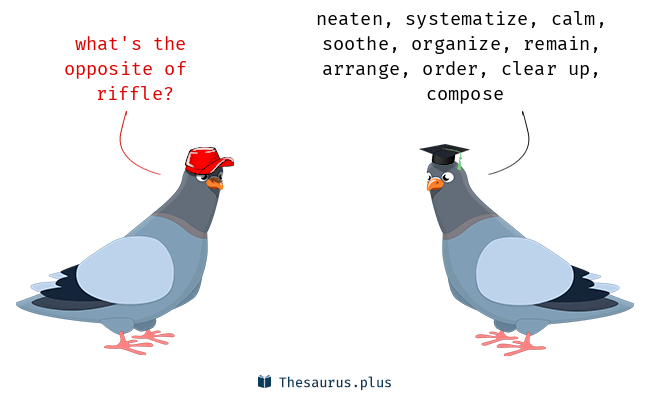 what's the
opposite of
riffle?
neaten, systematize, calm,
soothe, organize, remain,
arrange, order, clear up,
compose
Thesaurus.plus